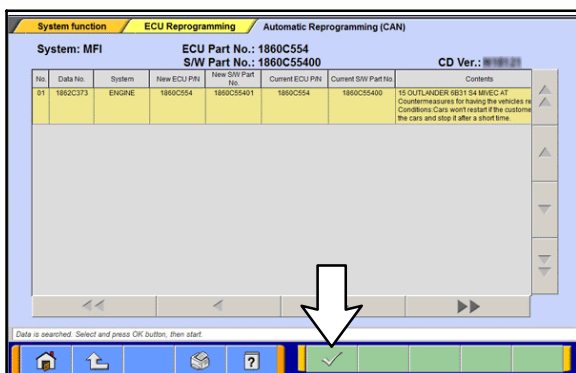 System function ECU Reprogramming Automatic Reprogramming (CAN)
System: MFI ECU Part No.: 1860C554
S/W Part No.: 1860C55400 CD Ver.:
No. Data No. System New ECU P/N New S/W Part No. Current ECU P/N Current S/W Part No. Contents
01 1862C373 ENGINE 1860C554 1860C55401 1860C554 1860C55400 15 OUTLANDER 6B31 S4 MIVEC AT
Countermeasures for having the vehicles re
Conditions:Cars won't restart if the custome
the cars and stop it after a short time.
Data is searched. Select and press OK button, then start.
?